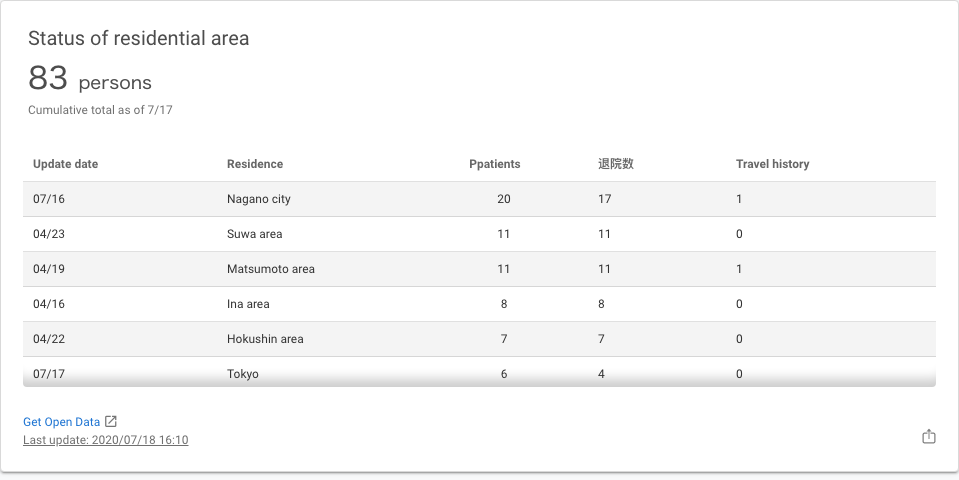 Status of residential area
83 persons
Cumulative total as of 7/17
Update date Residence Ppatients 退院数 Travel history
07/16 Nagano city 20 17 1
04/23 Suwa area 11 11 0
04/19 Matsumoto area 11 11 1
04/16 Ina area 8 8 0
04/22 Hokushin area 7 7 0
07/17 Tokyo 6 4 0
Get Open Data
Last update: 2020/07/18 16:10